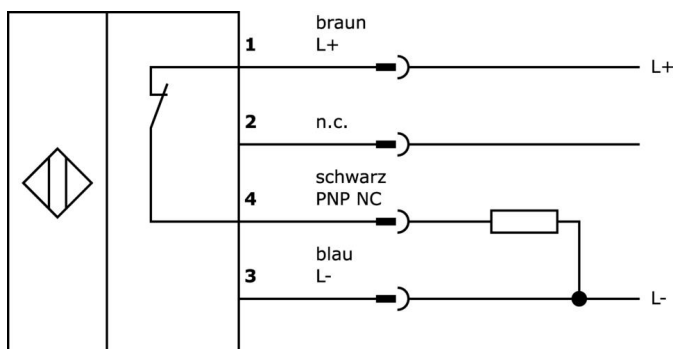 braun
1 L+ L+
2 n.c.
schwarz
4 PNP NC
blau
3 L- L-